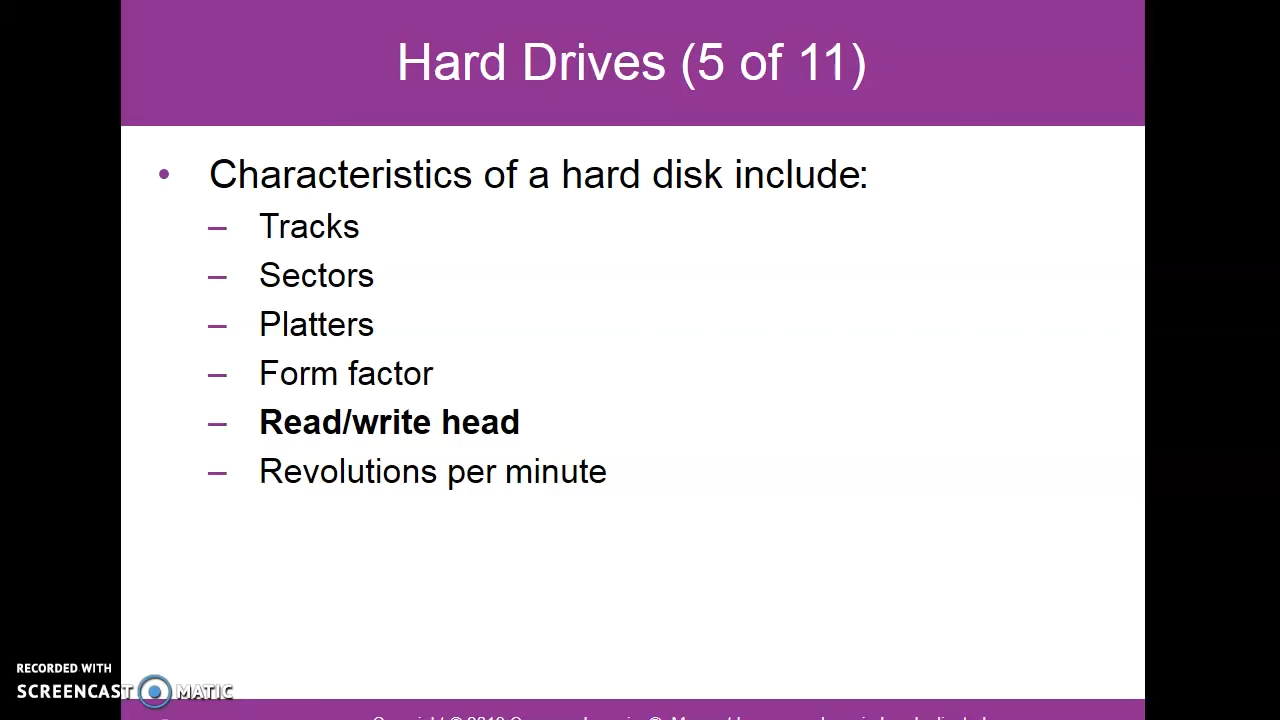 Hard Drives (5 of 11)
• Characteristics of a hard disk include:
– Tracks
– Sectors
– Platters
– Form factor
– Read/write head
– Revolutions per minute
RECORDED WITH
SCREENCAST MATIC